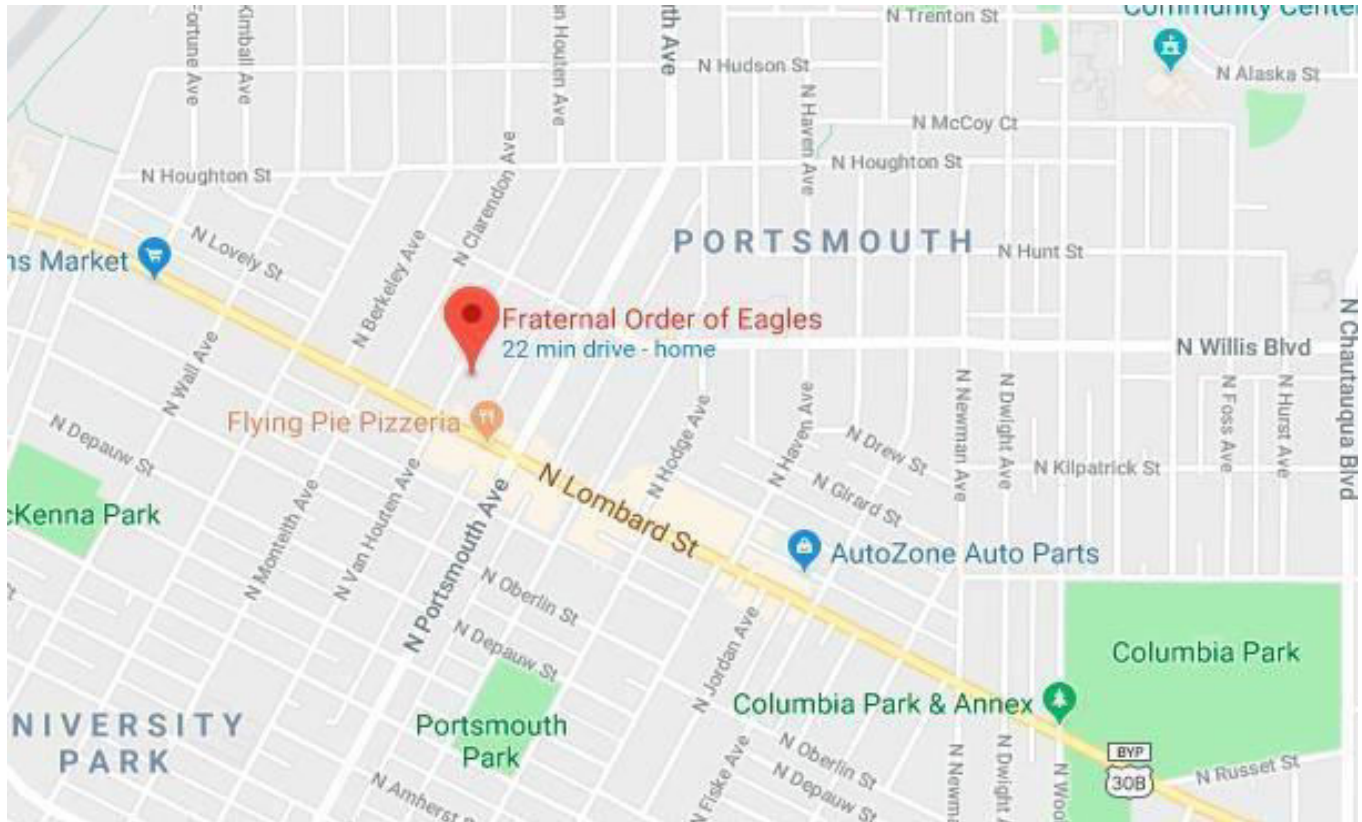 N Trenton St
Community Center
Fortune Ave
Kimball Ave
N Hudson St
N Alaska St
N Haven Ave
N McCoy Ct
N Houghton St
N Houghton St
N Clarendon Ave
N Lovely St
N Berkeley Ave
PORTSMOUTH
N Hunt St
Market
Fraternal Order of Eagles
22 min drive - home
N Willis Blvd
N Chautauqua Blvd
N Wall Ave
Flying Pie Pizzeria
N Depauw St
N Hodge Ave
N Haven Ave
N Drew St
N Newman Ave
N Dwight Ave
N Foss Ave
N Hurst Ave
N Kilpatrick St
N Girard St
Park
N Monteith Ave
N Van Houten Ave
N Portsmouth Ave
N Lombard St
AutoZone Auto Parts
N Oberlin St
N Depauw St
N Jordan Ave
Columbia Park
Columbia Park & Annex
NIVERSITY
PARK
Portsmouth
Park
N Oberlin St
N Depauw St
N Fiske Ave
N Amherst
BYP
30B
N Russet St